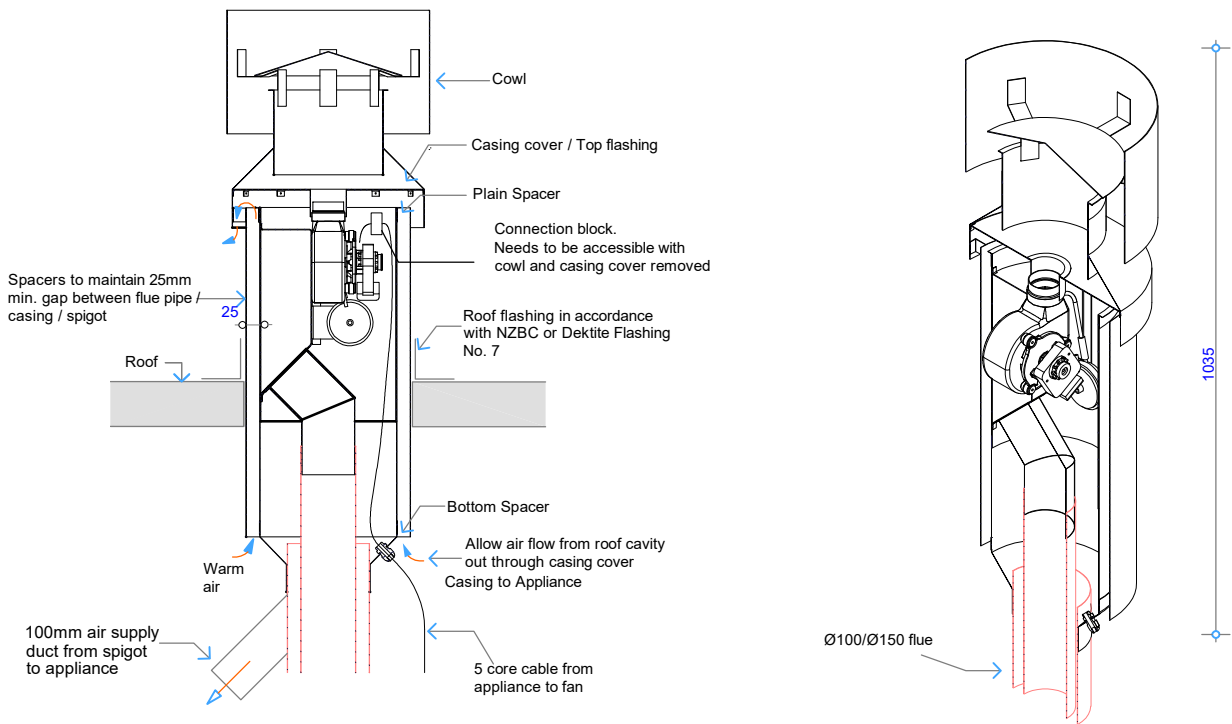 Cowl
Casing cover / Top flashing
Plain Spacer
Connection block.
Needs to be accessible with
cowl and casing cover removed
Spacers to maintain 25mm
min. gap between flue pipe /
casing / spigot
25
Roof flashing in accordance
with NZBC or Dektite Flashing
No. 7
Roof
Bottom Spacer
Allow air flow from roof cavity
out through casing cover
Casing to Appliance
Warm
air
100mm air supply
duct from spigot
to appliance
5 core cable from
appliance to fan
1035
Ø100/Ø150 flue